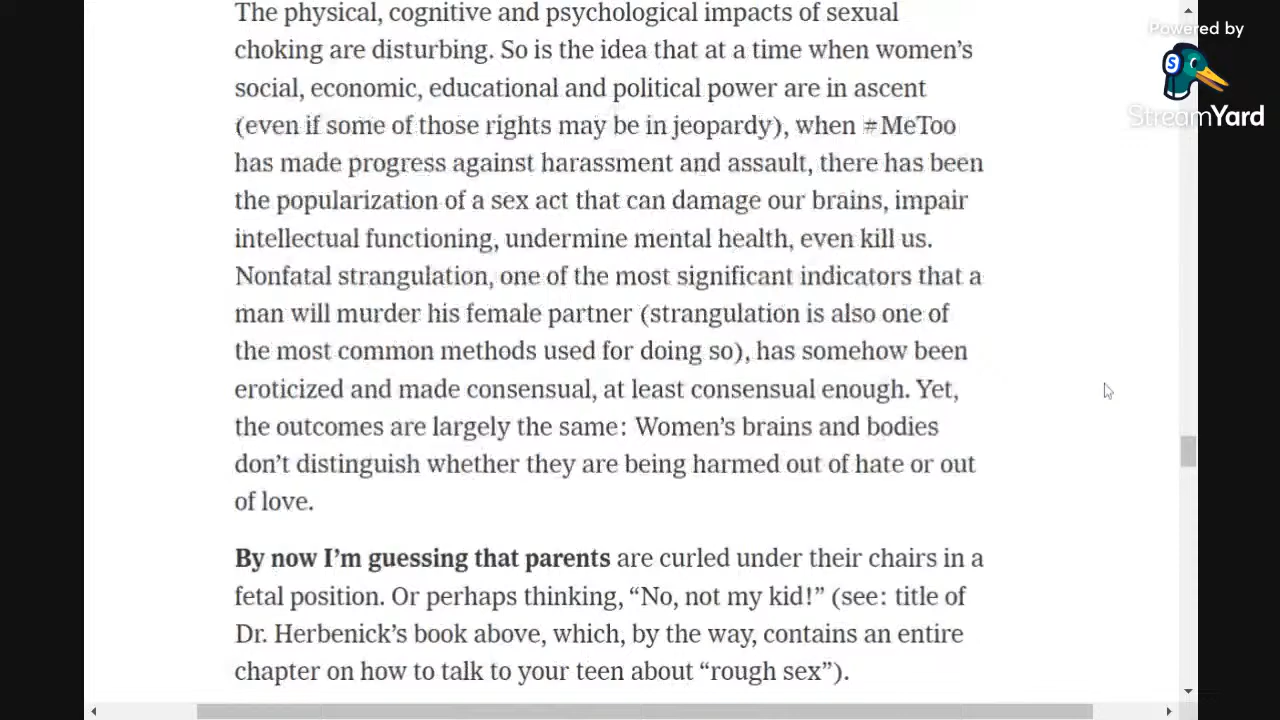 The physical, cognitive and psychological impacts of sexual
choking are disturbing. So is the idea that at a time when women’s
social, economic, educational and political power are in ascent
(even if some of those rights may be in jeopardy), when #MeToo
has made progress against harassment and assault, there has been
the popularization of a sex act that can damage our brains, impair
intellectual functioning, undermine mental health, even kill us.
Nonfatal strangulation, one of the most significant indicators that a
man will murder his female partner (strangulation is also one of
the most common methods used for doing so), has somehow been
eroticized and made consensual, at least consensual enough. Yet,
the outcomes are largely the same: Women’s brains and bodies
don’t distinguish whether they are being harmed out of hate or out
of love.
By now I’m guessing that parents are curled under their chairs in a
fetal position. Or perhaps thinking, “No, not my kid!” (see: title of
Dr. Herbenick’s book above, which, by the way, contains an entire
chapter on how to talk to your teen about “rough sex”).
Powered by
S
StreamYard